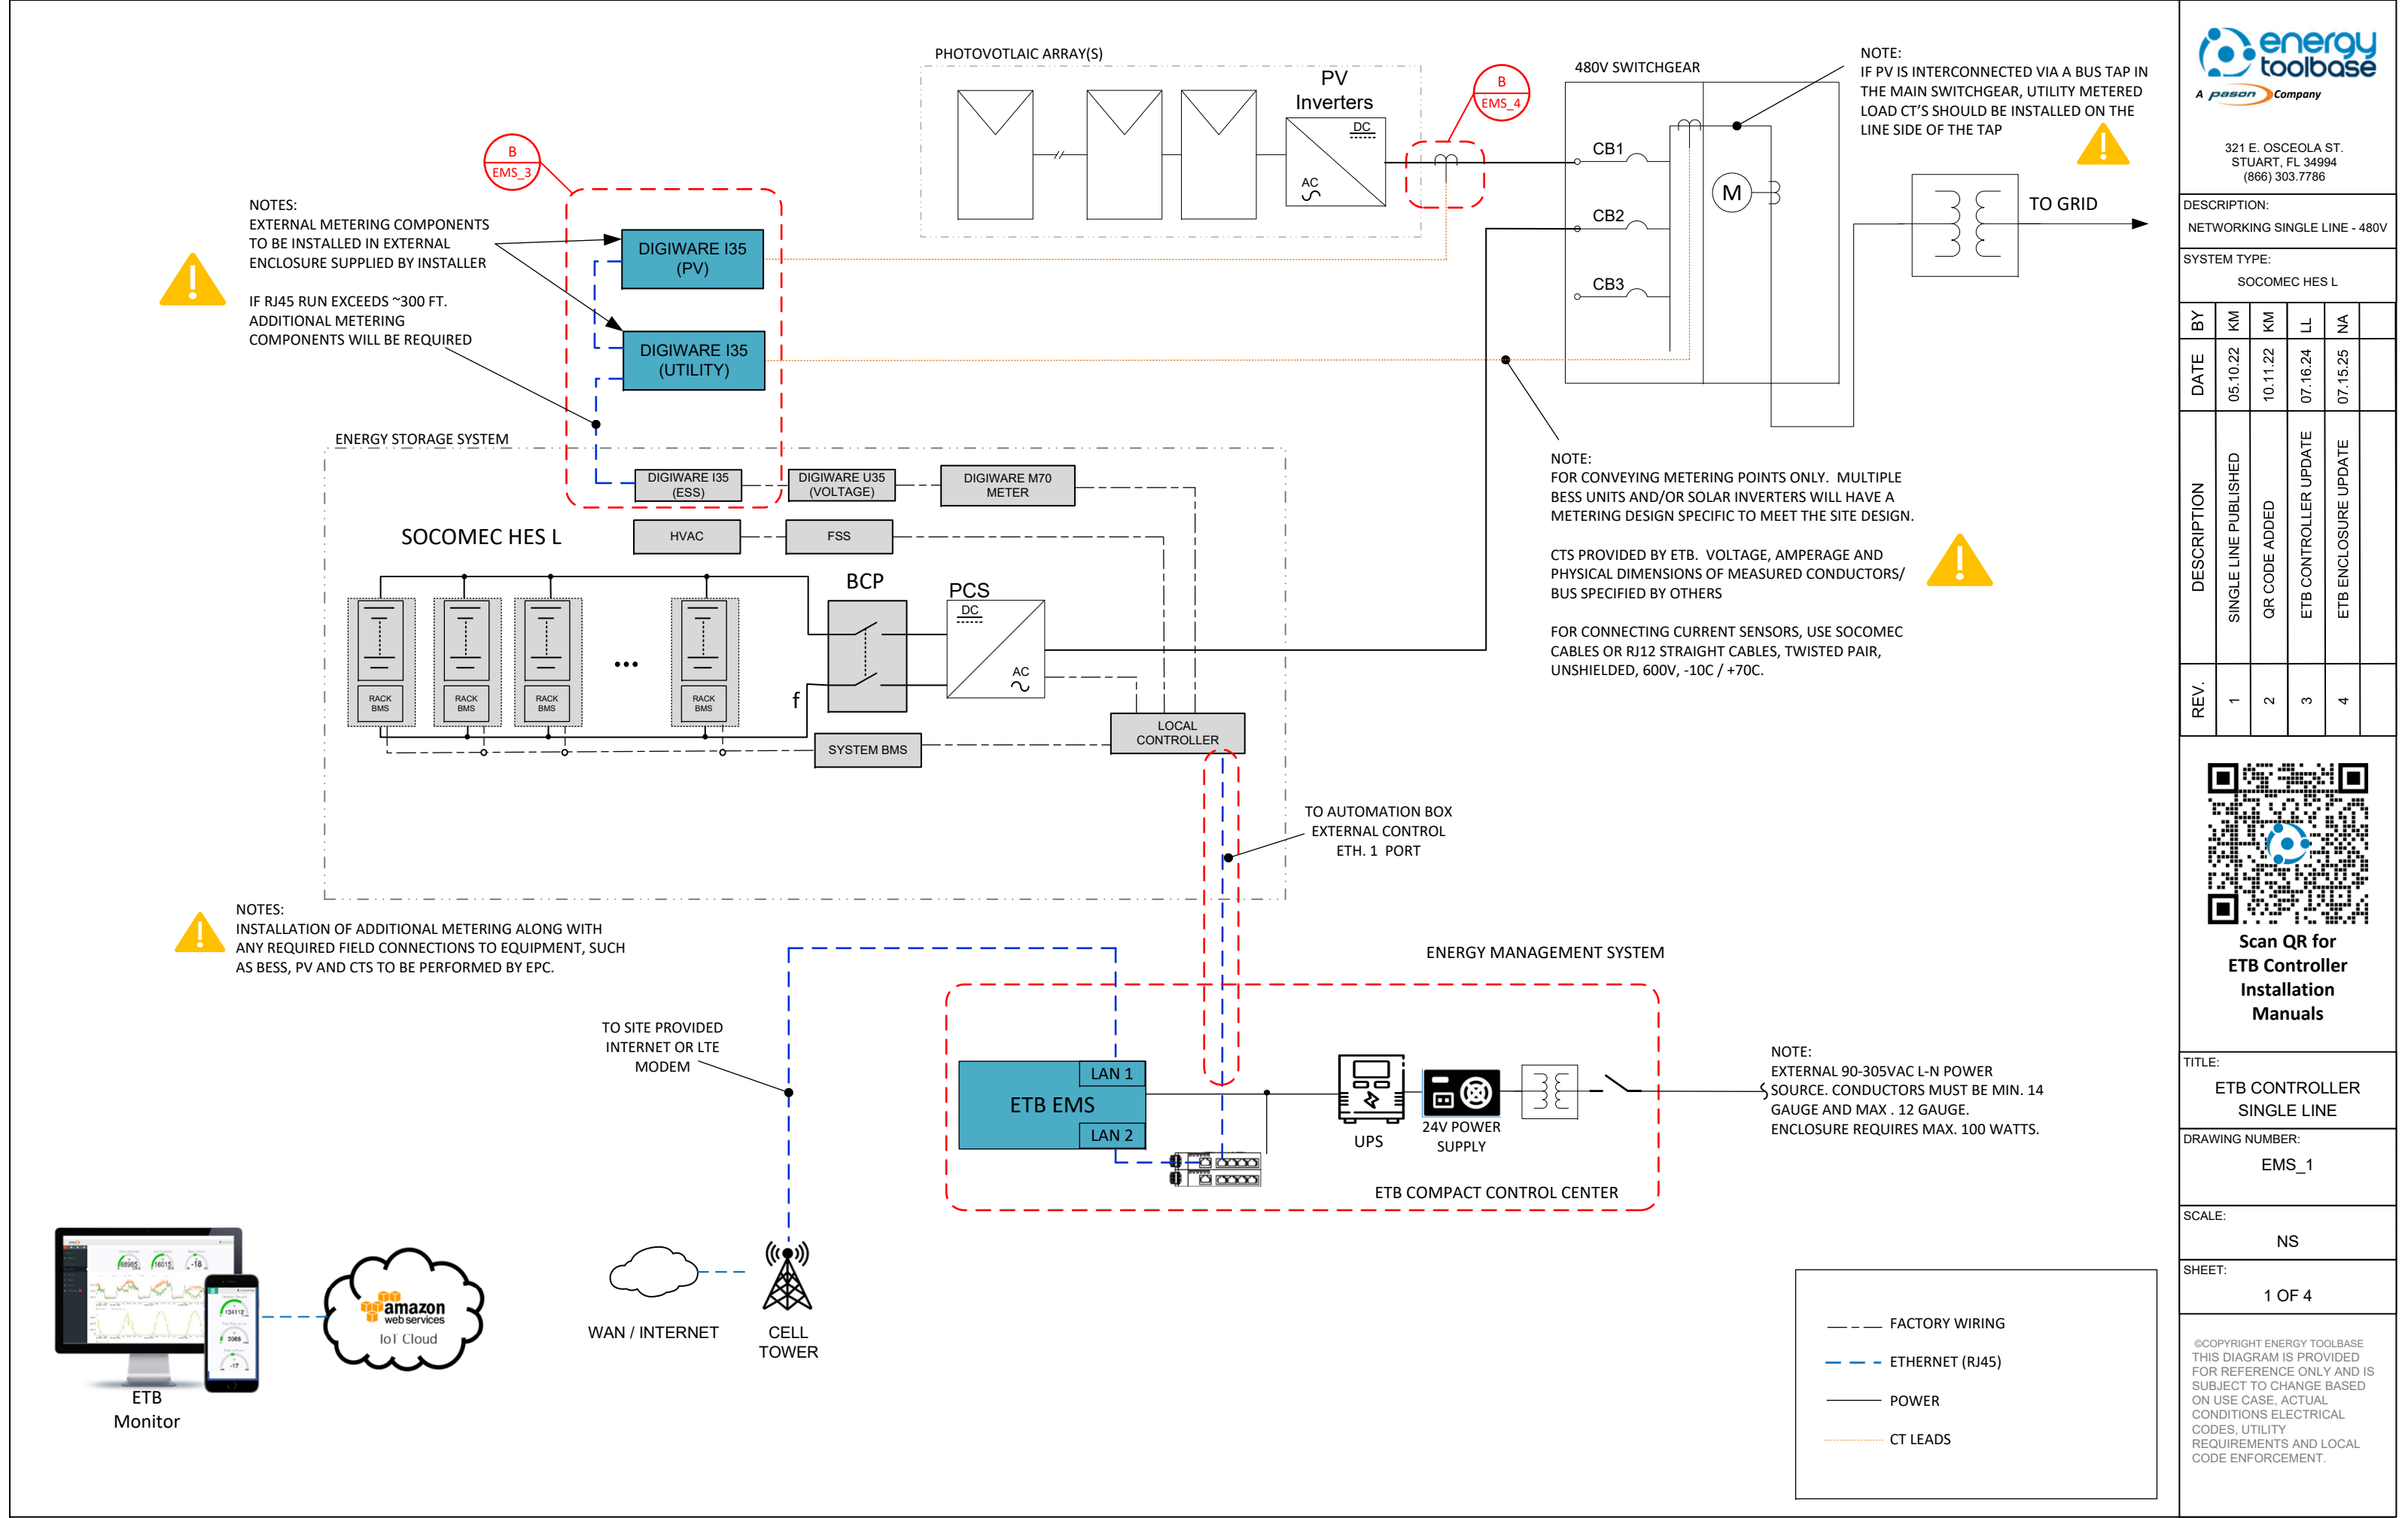 PHOTOVOTLAIC ARRAY(S)
PV
Inverters
DC
AC
B
EMS_4
480V SWITCHGEAR
CB1
CB2
CB3
M
NOTE:
IF PV IS INTERCONNECTED VIA A BUS TAP IN
THE MAIN SWITCHGEAR, UTILITY METERED
LOAD CT'S SHOULD BE INSTALLED ON THE
LINE SIDE OF THE TAP
TO GRID
B
EMS_3
NOTES:
EXTERNAL METERING COMPONENTS
TO BE INSTALLED IN EXTERNAL
ENCLOSURE SUPPLIED BY INSTALLER
IF RJ45 RUN EXCEEDS ~300 FT.
ADDITIONAL METERING
COMPONENTS WILL BE REQUIRED
DIGIWARE I35
(PV)
DIGIWARE I35
(UTILITY)
ENERGY STORAGE SYSTEM
DIGIWARE I35
(ESS)
DIGIWARE U35
(VOLTAGE)
DIGIWARE M70
METER
SOCOMEC HES L
HVAC
FSS
BCP
PCS
DC
AC
RACK
BMS
RACK
BMS
RACK
BMS
...
RACK
BMS
f
SYSTEM BMS
LOCAL
CONTROLLER
NOTE:
FOR CONVEYING METERING POINTS ONLY. MULTIPLE
BESS UNITS AND/OR SOLAR INVERTERS WILL HAVE A
METERING DESIGN SPECIFIC TO MEET THE SITE DESIGN.
CTS PROVIDED BY ETB. VOLTAGE, AMPERAGE AND
PHYSICAL DIMENSIONS OF MEASURED CONDUCTORS/
BUS SPECIFIED BY OTHERS
FOR CONNECTING CURRENT SENSORS, USE SOCOMEC
CABLES OR RJ12 STRAIGHT CABLES, TWISTED PAIR,
UNSHIELDED, 600V, -10C / +70C.
TO AUTOMATION BOX
EXTERNAL CONTROL
ETH. 1 PORT
NOTES:
INSTALLATION OF ADDITIONAL METERING ALONG WITH
ANY REQUIRED FIELD CONNECTIONS TO EQUIPMENT, SUCH
AS BESS, PV AND CTS TO BE PERFORMED BY EPC.
ENERGY MANAGEMENT SYSTEM
TO SITE PROVIDED
INTERNET OR LTE
MODEM
ETB EMS
LAN 1
LAN 2
UPS
24V POWER
SUPPLY
ETB COMPACT CONTROL CENTER
NOTE:
EXTERNAL 90-305VAC L-N POWER
SOURCE. CONDUCTORS MUST BE MIN. 14
GAUGE AND MAX . 12 GAUGE.
ENCLOSURE REQUIRES MAX. 100 WATTS.
68985
16015
-18
134112
3088
-17
ETB
Monitor
amazon
web services
IoT Cloud
WAN / INTERNET
CELL
TOWER
FACTORY WIRING
ETHERNET (RJ45)
POWER
CT LEADS
energy
toolbase
A pason Company
321 E. OSCEOLA ST.
STUART, FL 34994
(866) 303.7786
DESCRIPTION:
NETWORKING SINGLE LINE - 480V
SYSTEM TYPE:
SOCOMEC HES L
REV. DESCRIPTION DATE BY
1 SINGLE LINE PUBLISHED 05.10.22 KM
2 QR CODE ADDED 10.11.22 KM
3 ETB CONTROLLER UPDATE 07.16.24 LL
4 ETB ENCLOSURE UPDATE 07.15.25 NA
Scan QR for
ETB Controller
Installation
Manuals
TITLE:
ETB CONTROLLER
SINGLE LINE
DRAWING NUMBER:
EMS_1
SCALE:
NS
SHEET:
1 OF 4
©COPYRIGHT ENERGY TOOLBASE
THIS DIAGRAM IS PROVIDED
FOR REFERENCE ONLY AND IS
SUBJECT TO CHANGE BASED
ON USE CASE, ACTUAL
CONDITIONS ELECTRICAL
CODES, UTILITY
REQUIREMENTS AND LOCAL
CODE ENFORCEMENT.